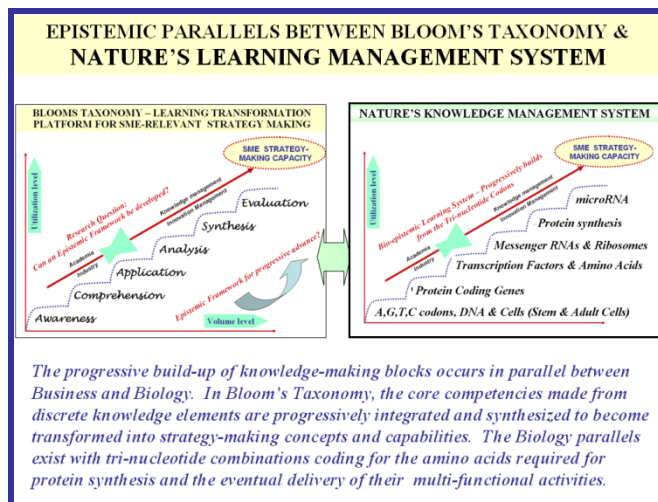 EPISTEMIC PARALLELS BETWEEN BLOOM'S TAXONOMY &
NATURE'S LEARNING MANAGEMENT SYSTEM
BLOOMS TAXONOMY – LEARNING TRANSFORMATION
PLATFORM FOR SME-RELEVANT STRATEGY MAKING
SME STRATEGY-
MAKING CAPACITY
Utilization level
Research Question:
Can an Epistemic Framework be developed?
Knowledge management
Innovation Management
Academia
Industry
Evaluation
Synthesis
Analysis
Application
Comprehension
Awareness
Epistemic Framework for progressive advance?
Volume level
NATURE'S KNOWLEDGE MANAGEMENT SYSTEM
SME STRATEGY-
MAKING CAPACITY
Utilization level
Bio-epistemic Learning System – Progressively builds
from the Tri-nucleotide Codons
Knowledge management
Innovation Management
Academia
Industry
microRNA
Protein synthesis
Messenger RNAs & Ribosomes
Transcription Factors & Amino Acids
Protein Coding Genes
A,G,T,C codons, DNA & Cells (Stem & Adult Cells)
The progressive build-up of knowledge-making blocks occurs in parallel between
Business and Biology. In Bloom's Taxonomy, the core competencies made from
discrete knowledge elements are progressively integrated and synthesized to become
transformed into strategy-making concepts and capabilities. The Biology parallels
exist with tri-nucleotide combinations coding for the amino acids required for
protein synthesis and the eventual delivery of their multi-functional activities.